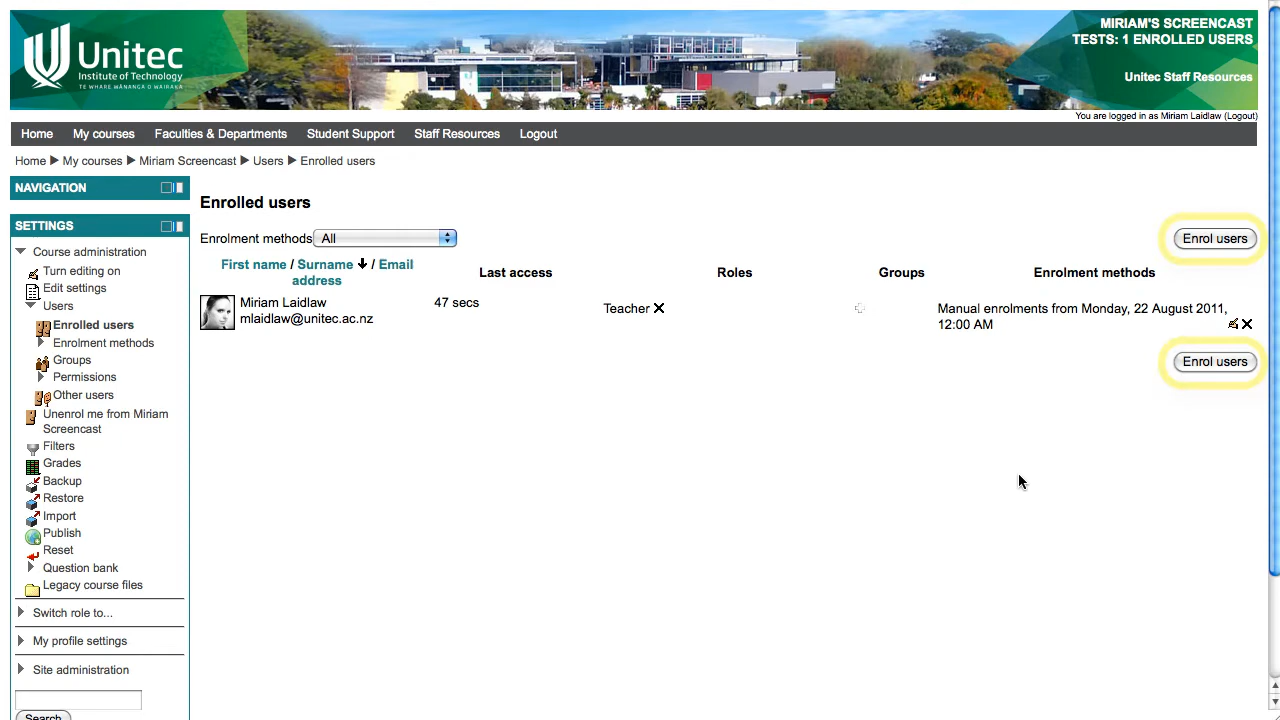 Unitec
Institute of Technology
TE WHARE WĀNANGA O WAIRAKA
MIRIAM'S SCREENCAST
TESTS: 1 ENROLLED USERS
Unitec Staff Resources
You are logged in as Miriam Laidlaw (Logout)
Home My courses Faculties & Departments Student Support Staff Resources Logout
Home ▶ My courses ▶ Miriam Screencast ▶ Users ▶ Enrolled users
NAVIGATION
SETTINGS
Course administration
Turn editing on
Edit settings
Users
Enrolled users
Enrolment methods
Groups
Permissions
Other users
Unenrol me from Miriam
Screencast
Filters
Grades
Backup
Restore
Import
Publish
Reset
Question bank
Legacy course files
Switch role to...
My profile settings
Site administration
Search
Enrolled users
Enrolment methods All
Enrol users
First name / Surname / Email
address
Last access Roles Groups Enrolment methods
Miriam Laidlaw
mlaidlaw@unitec.ac.nz
47 secs
Teacher
Manual enrolments from Monday, 22 August 2011,
12:00 AM
Enrol users